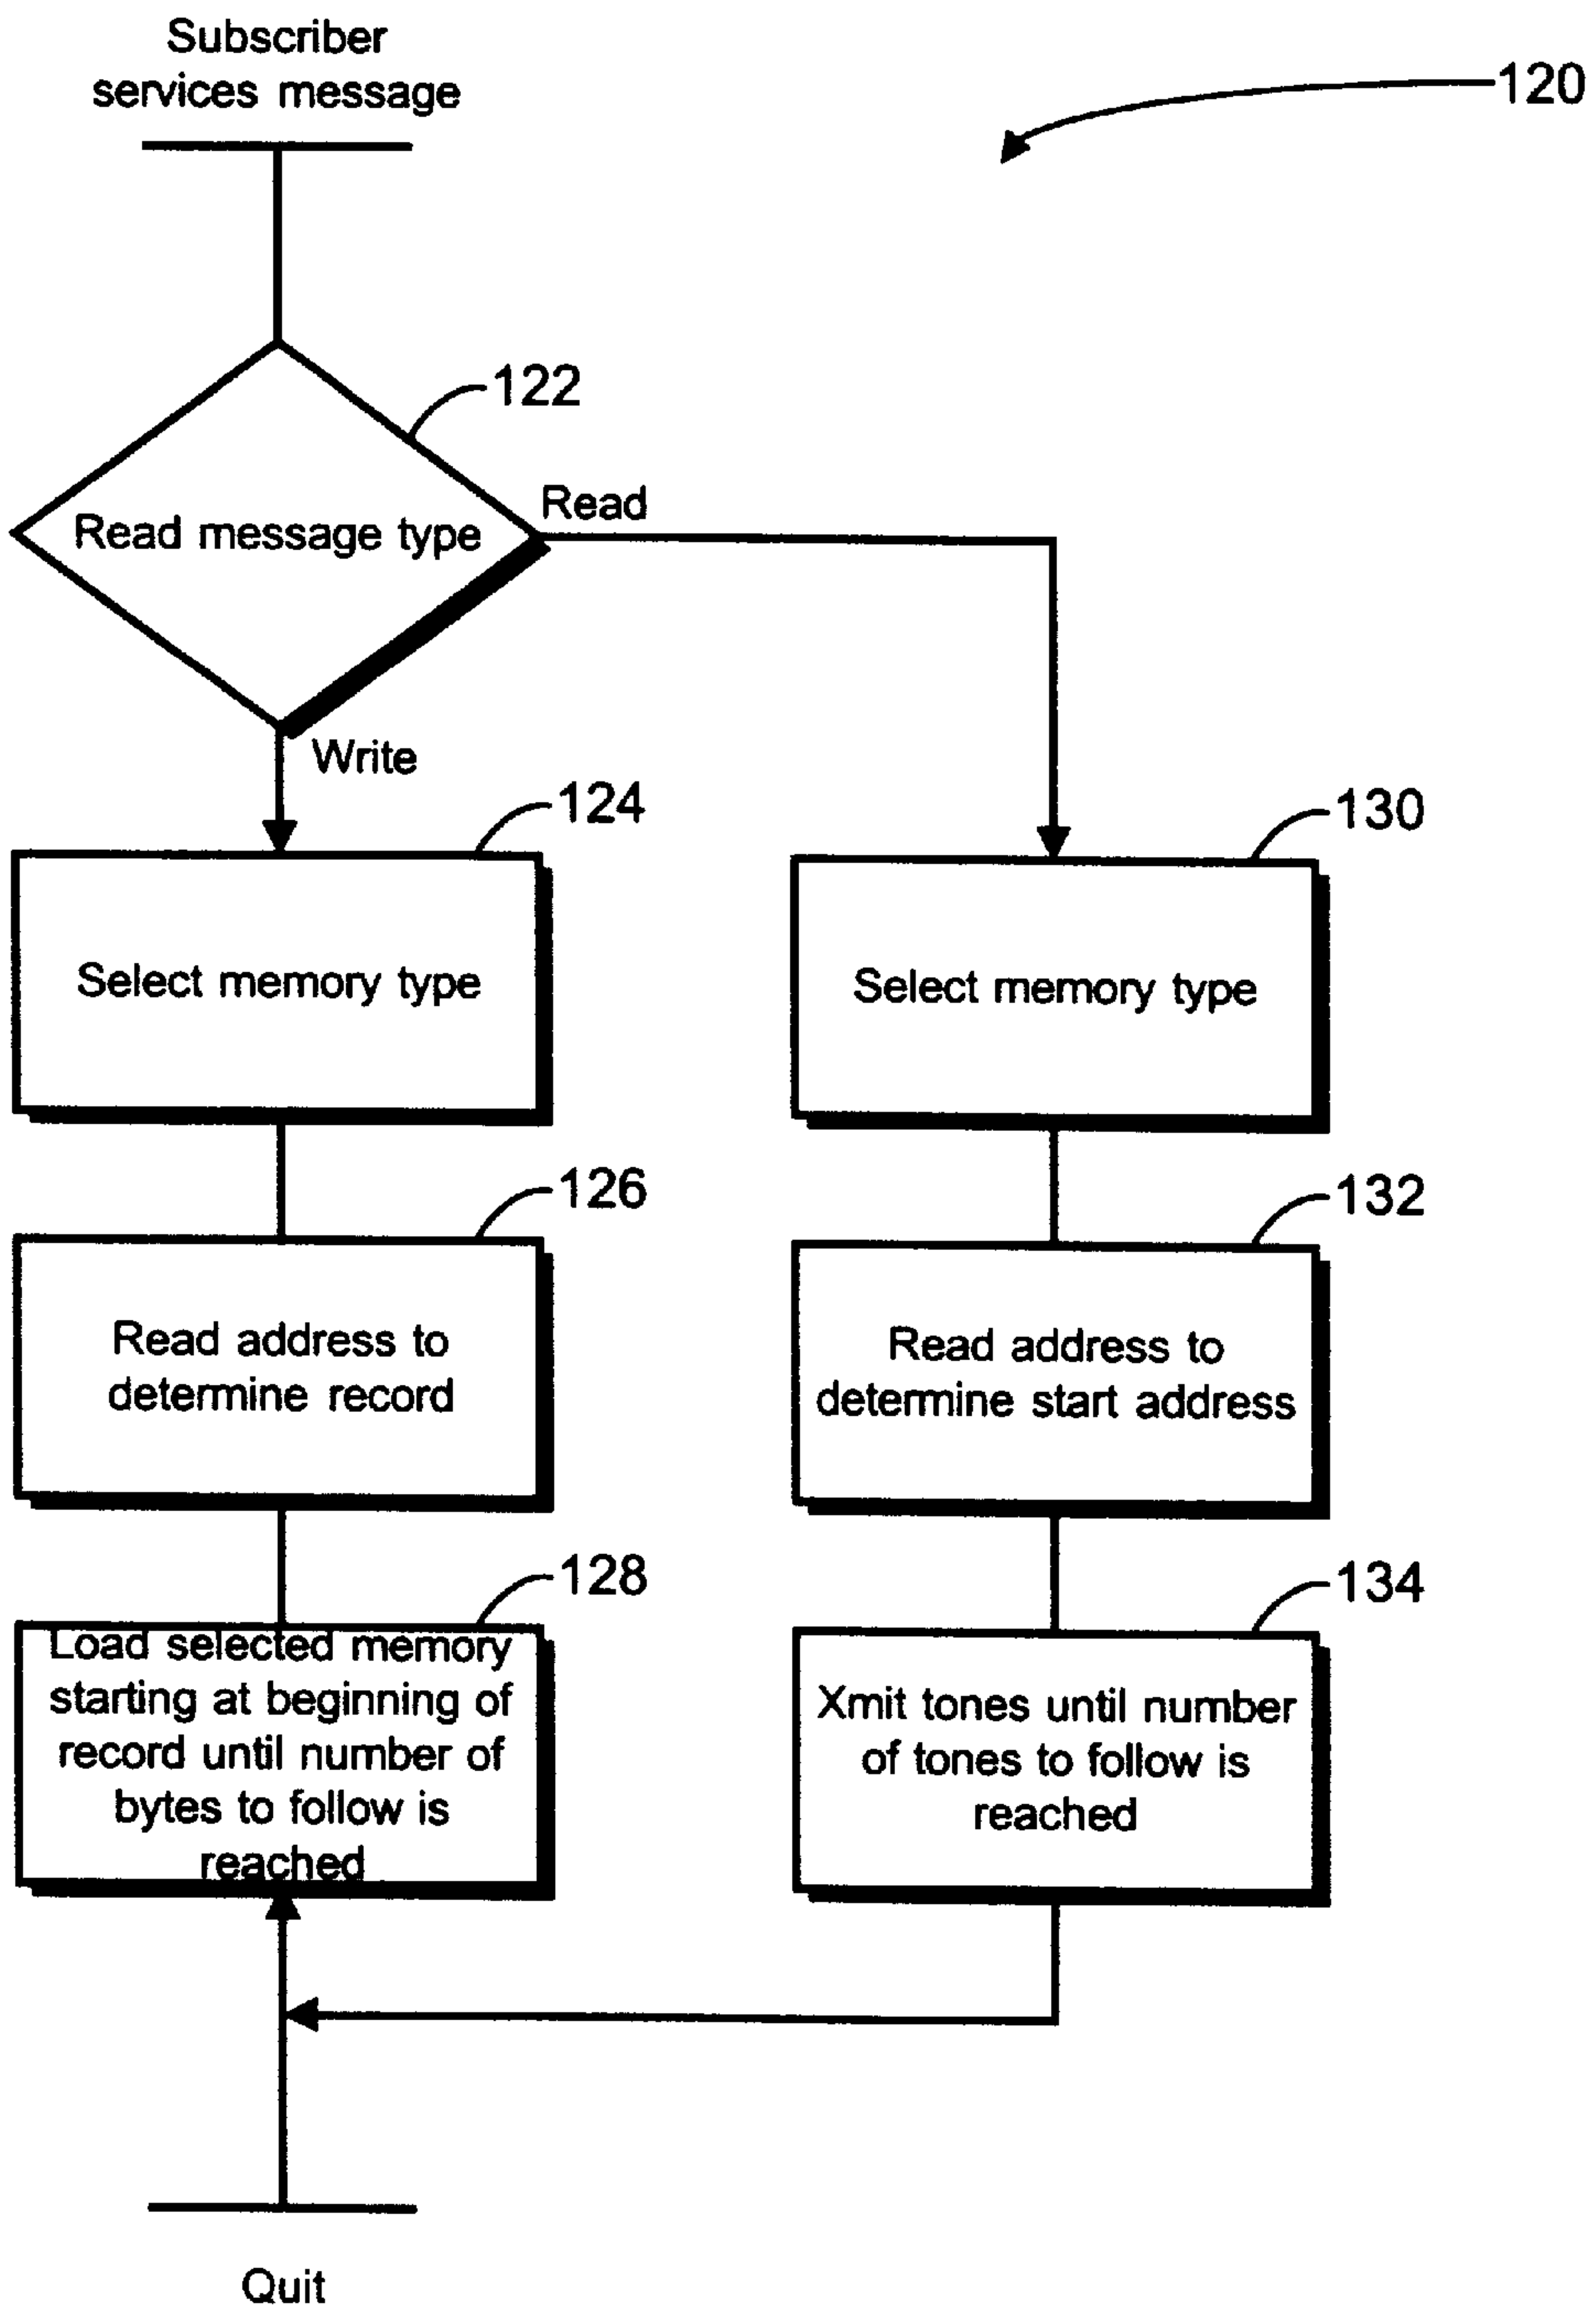 Subscriber
services message
120
122
Read message type
Read
Write
124
Select memory type
130
Select memory type
126
Read address to
determine record
132
Read address to
determine start address
128
Load selected memory
starting at beginning of
record until number of
bytes to follow is
reached
134
Xmit tones until number
of tones to follow is
reached
Quit